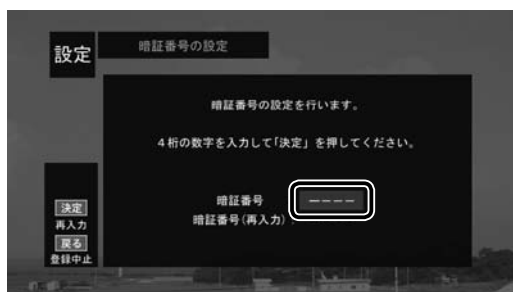 設定
暗証番号の設定
暗証番号の設定を行います。
4桁の数字を入力して「決定」を押してください。
暗証番号 ----
暗証番号(再入力) :
決定
再入力
戻る
登録中止